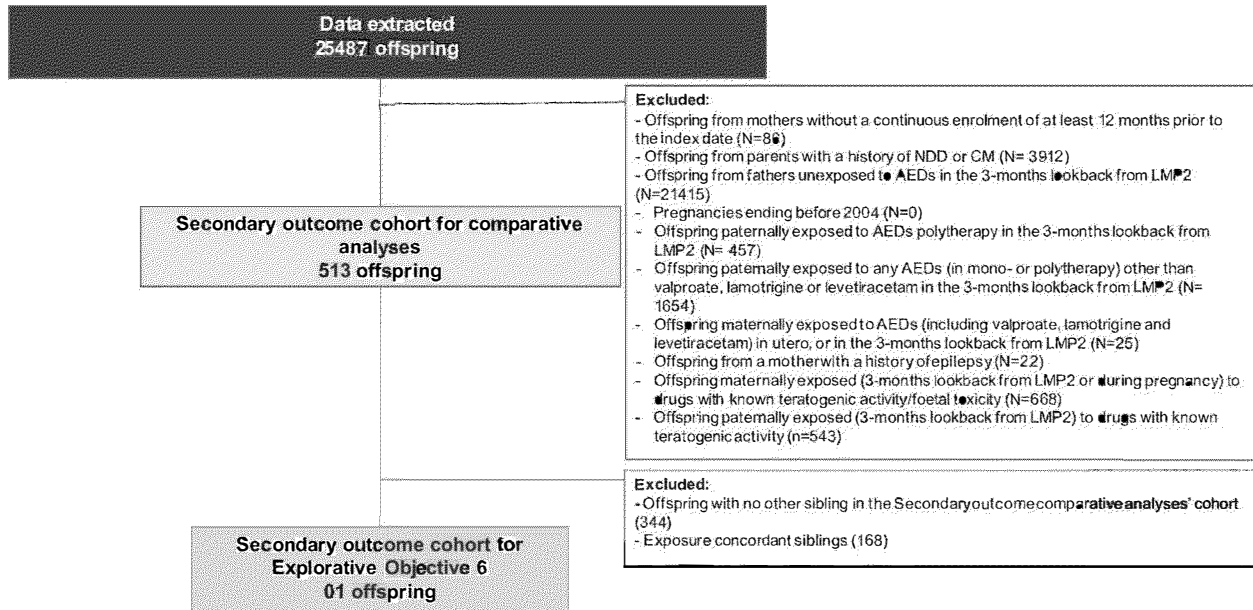 Data extracted
25487 offspring
Excluded:
- Offspring from mothers without a continuous enrolment of at least 12 months prior to
the index date (N=86)
- Offspring from parents with a history of NDD or CM (N= 3912)
- Offspring from fathers unexposed to AEDs in the 3-months lookback from LMP2
(N=21415)
- Pregnancies ending before 2004 (N=0)
- Offspring paternally exposed to AEDs polytherapy in the 3-months lookback from
LMP2 (N= 457)
- Offspring paternally exposed to any AEDs (in mono- or polytherapy) other than
valproate, lamotrigine or levetiracetam in the 3-months lookback from LMP2 (N=
1654)
- Offspring maternally exposed to AEDs (including valproate, lamotrigine and
levetiracetam) in utero, or in the 3-months lookback from LMP2 (N=25)
- Offspring from a mother with a history of epilepsy (N=22)
- Offspring maternally exposed (3-months lookback from LMP2 or during pregnancy) to
drugs with known teratogenic activity/foetal toxicity (N=668)
- Offspring paternally exposed (3-months lookback from LMP2) to drugs with known
teratogenic activity (n=543)
Secondary outcome cohort for comparative
analyses
513 offspring
Excluded:
- Offspring with no other sibling in the Secondary outcome comparative analyses' cohort
(344)
- Exposure concordant siblings (168)
Secondary outcome cohort for
Explorative Objective 6
01 offspring